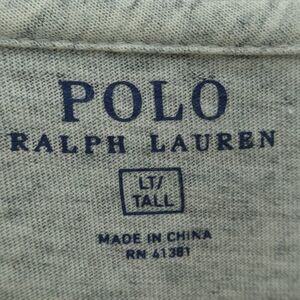 POLO
RALPH LAUREN
LT/
TALL
MADE IN CHINA
RN 41381